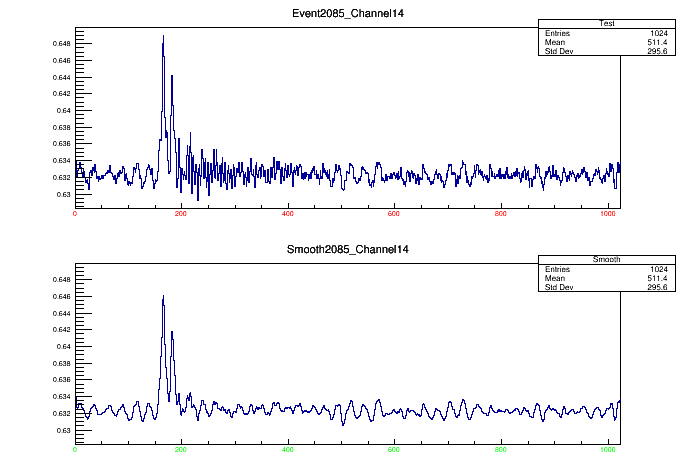 Event2085_Channel14
Test
Entries 1024
Mean 511.4
Std Dev 295.6
0.648
0.646
0.644
0.642
0.64
0.638
0.636
0.634
0.632
0.63
0 200 400 600 800 1000
Smooth2085_Channel14
Smooth
Entries 1024
Mean 511.4
Std Dev 295.6
0.648
0.646
0.644
0.642
0.64
0.638
0.636
0.634
0.632
0.63
0 200 400 600 800 1000